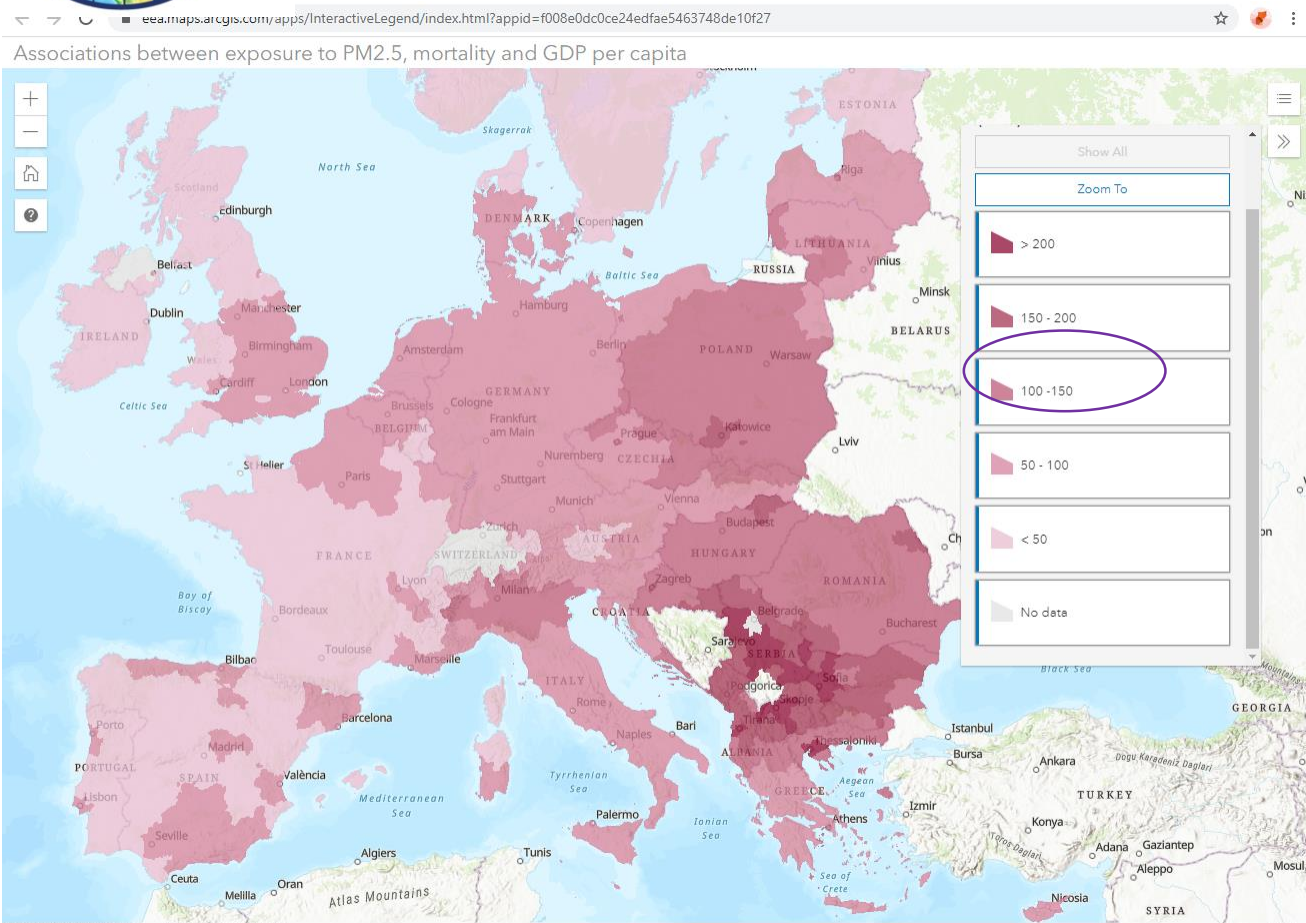 eea.maps.arcgis.com/apps/InteractiveLegend/index.html?appid=f008e0dc0ce24edfae5463748de10f27
Associations between exposure to PM2.5, mortality and GDP per capita
ESTONIA
Skagerrak
North Sea
Riga
Scotland
Edinburgh
DENMARK
Copenhagen
LITHUANIA
Vilnius
Belfast
Baltic Sea
RUSSIA
Minsk
Dublin
Manchester
Hamburg
BELARUS
IRELAND
Birmingham
Wales
Amsterdam
Berlin
POLAND
Warsaw
Cardiff
London
GERMANY
Celtic Sea
Brussels
Cologne
BELGIUM
Frankfurt
am Main
Prague
Katowice
Lviv
St Helier
Nuremberg
CZECHIA
Paris
Stuttgart
Munich
Vienna
Zurich
Budapest
AUSTRIA
SWITZERLAND
HUNGARY
FRANCE
Lyon
Milan
Zagreb
ROMANIA
Bay of
Biscay
Bordeaux
CROATIA
Belgrade
Bucharest
Toulouse
Sarajevo
SERBIA
Bilbao
Marseille
ITALY
Podgorica
Sofia
Black Sea
Skopje
GEORGIA
Porto
Barcelona
Rome
Bari
Tirana
Istanbul
Madrid
Naples
ALBANIA
Thessaloniki
Bursa
Ankara
Dogu Karadeniz Daglari
PORTUGAL
SPAIN
València
Tyrrhenian
Sea
Aegean
Sea
GREECE
TURKEY
Lisbon
Mediterranean
Sea
Izmir
Palermo
Ionian
Sea
Athens
Konya
Seville
Toros Daglari
Adana
Gaziantep
Algiers
Tunis
Aleppo
Mosul
Ceuta
Oran
Sea of
Crete
Melilla
Atlas Mountains
Nicosia
SYRIA
Show All
Zoom To
> 200
150 - 200
100 -150
50 - 100
< 50
No data